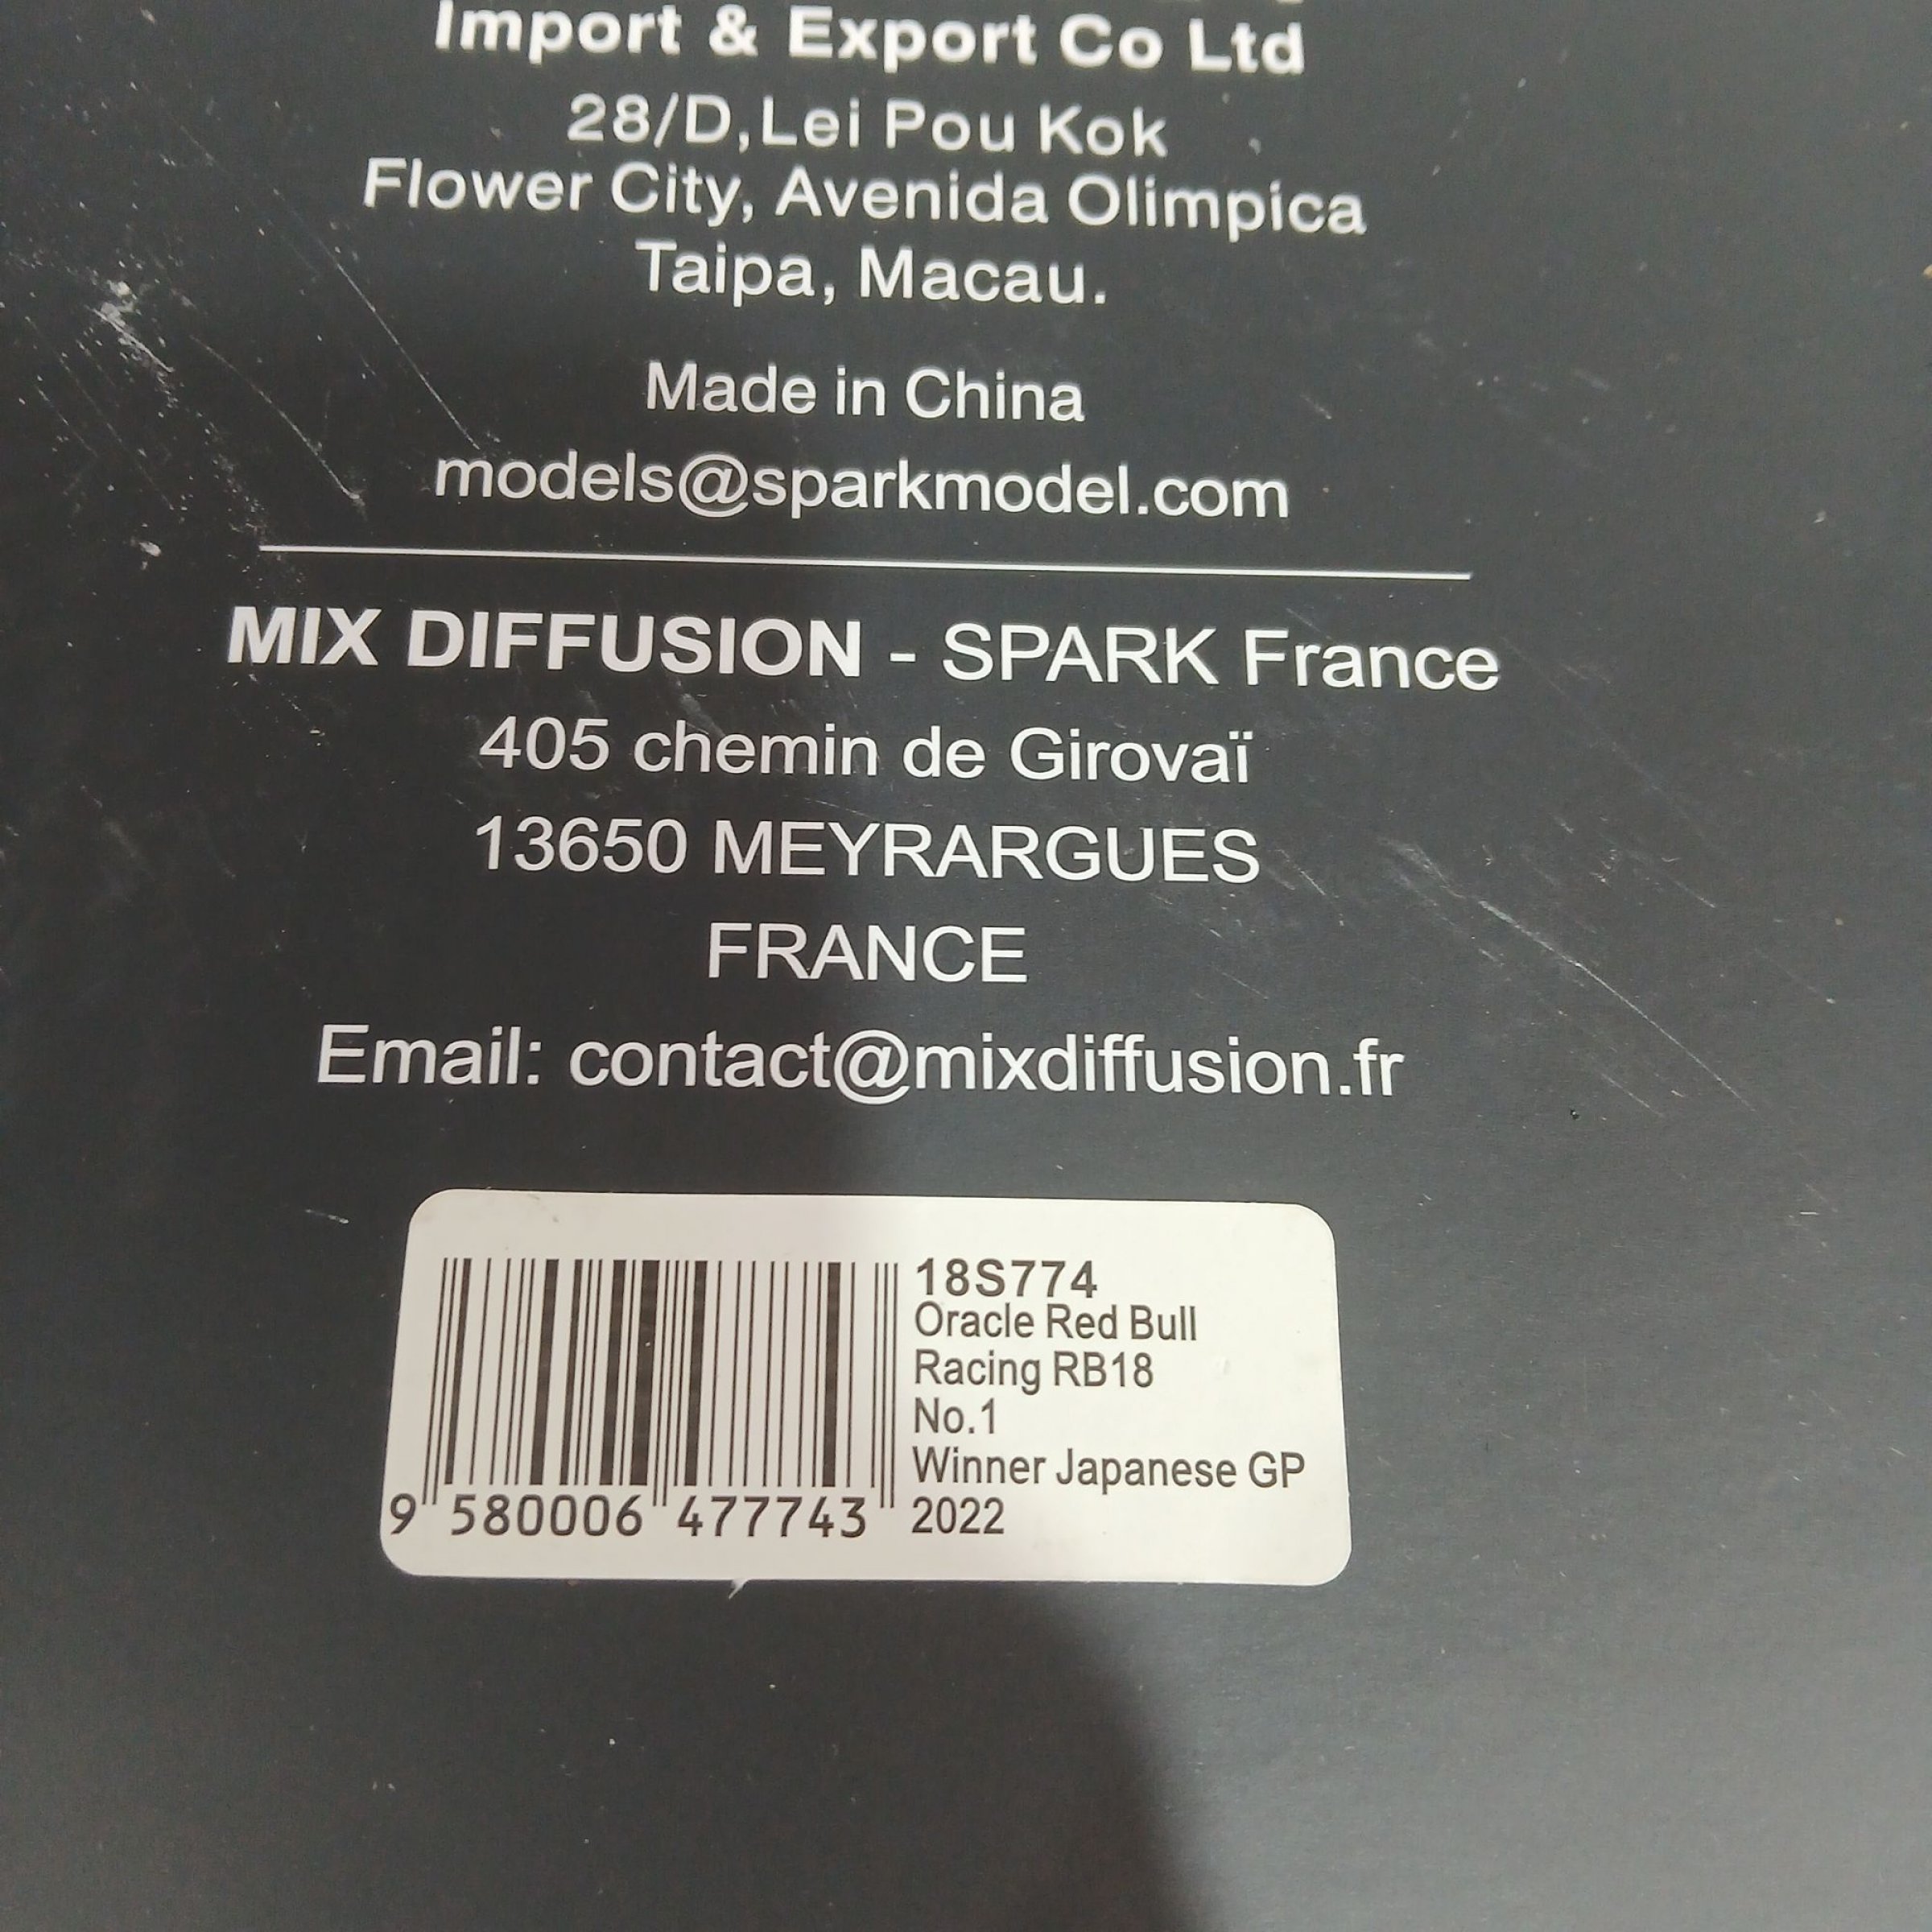 Import & Export Co Ltd
28/D,Lei Pou Kok
Flower City, Avenida Olimpica
Taipa, Macau.
Made in China
models@sparkmodel.com
MIX DIFFUSION - SPARK France
405 chemin de Girovaï
13650 MEYRARGUES
FRANCE
Email: contact@mixdiffusion.fr
18S774
Oracle Red Bull
Racing RB18
No.1
Winner Japanese GP
2022
9 580006 477743